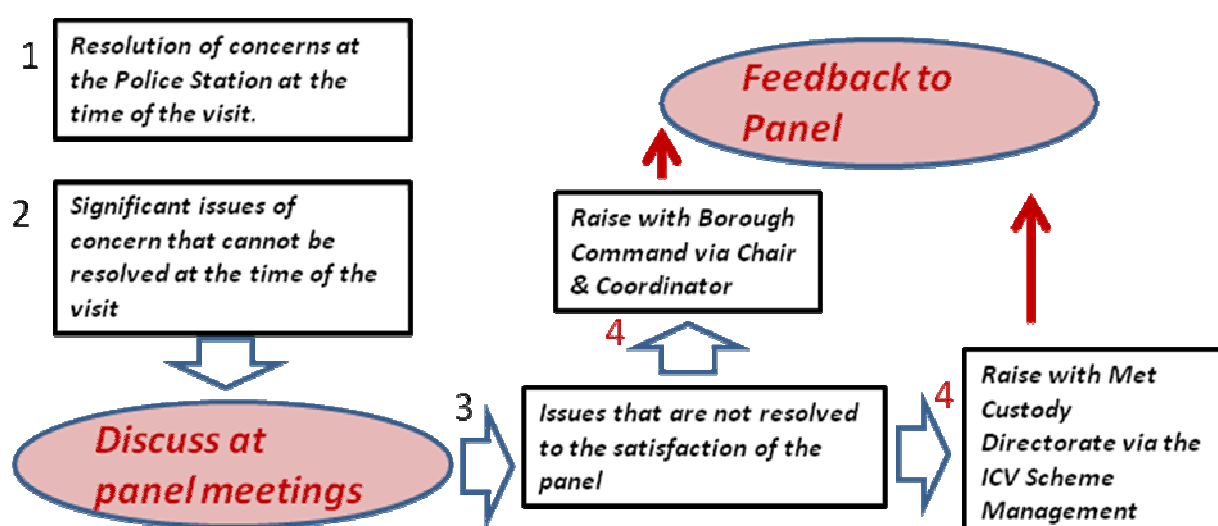 1
Resolution of concerns at
the Police Station at the
time of the visit.
2
Significant issues of
concern that cannot be
resolved at the time of the
visit
Discuss at
panel meetings
3
Issues that are not resolved
to the satisfaction of the
panel
4
Raise with Borough
Command via Chair
& Coordinator
4
Raise with Met
Custody
Directorate via the
ICV Scheme
Management
Feedback to
Panel